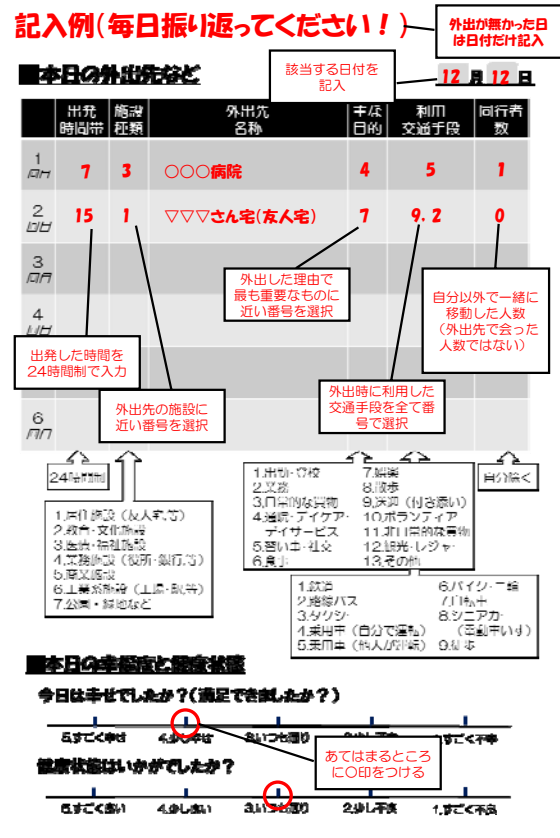 記入例(毎日振り返ってください！)
外出が無かった日
は日付だけ記入
■本日の外出先など
該当する日付を
記入
12 月 12 日
出発
時間帯
施設
種類
外出先
名称
主な
目的
利用
交通手段
同行者
数
1
回目
7 3 ○○○病院 4 5 1
2
回目
15 1 ▽▽▽さん宅(友人宅) 7 9. 2 0
3
回目
4
回目
6
回目
外出した理由で
最も重要なものに
近い番号を選択
自分以外で一緒に
移動した人数
(外出先で会った
人数ではない)
出発した時間を
24時間制で入力
外出先の施設に
近い番号を選択
外出時に利用した
交通手段を全て番
号で選択
24時間制
1.居住施設（友人宅等）
2.教育・文化施設
3.医療・福祉施設
4.業務施設（役所・銀行等）
5.商業施設
6.工業系施設（工場・駅等）
7.公園・緑地など
1.出勤・登校
2.業務
3.日常的な買物
4.通院・デイケア・
デイサービス
5.習い事・社交
6.食事
7.娯楽
8.散歩
9.送迎（付き添い）
10.ボランティア
11.非日常的な買物
12.観光・レジャー
13.その他
自分除く
1.鉄道
2.路線バス
3.タクシー
4.乗用車（自分で運転）
5.乗用車（他人が運転）
6.バイク・二輪
7.自転車
8.シニアカー
（電動車いす）
9.徒歩
■本日の幸福度と健康状態
今日は幸せでしたか？(満足できましたか？)
5.すごく幸せ 4.少し幸せ 3.いつも通り 2.少し不幸 1.すごく不幸
あてはまるところ
に○印をつける
健康状態はいかがでしたか？
5.すごく良い 4.少し良い 3.いつも通り 2.少し不良 1.すごく不良